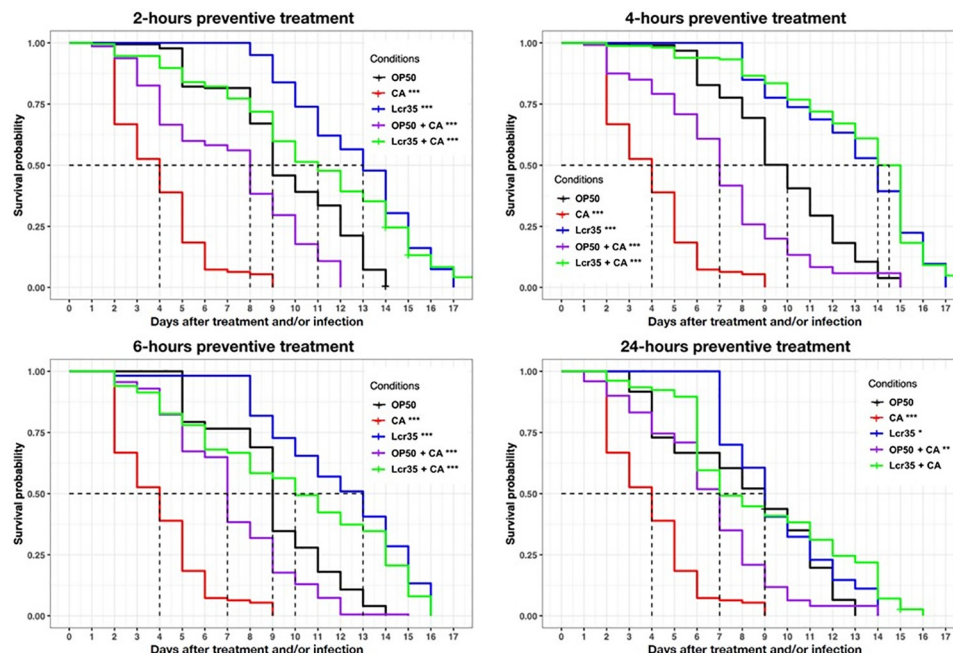 2-hours preventive treatment
1.00
0.75
0.50
0.25
0.00
Survival probability
Conditions
OP50
CA ***
Lcr35 ***
OP50 + CA ***
Lcr35 + CA ***
0 1 2 3 4 5 6 7 8 9 10 11 12 13 14 15 16 17
Days after treatment and/or infection
4-hours preventive treatment
1.00
0.75
0.50
0.25
0.00
Survival probability
Conditions
OP50
CA ***
Lcr35 ***
OP50 + CA ***
Lcr35 + CA ***
0 1 2 3 4 5 6 7 8 9 10 11 12 13 14 15 16 17
Days after treatment and/or infection
6-hours preventive treatment
1.00
0.75
0.50
0.25
0.00
Survival probability
Conditions
OP50
CA ***
Lcr35 ***
OP50 + CA ***
Lcr35 + CA ***
0 1 2 3 4 5 6 7 8 9 10 11 12 13 14 15 16 17
Days after treatment and/or infection
24-hours preventive treatment
1.00
0.75
0.50
0.25
0.00
Survival probability
Conditions
OP50
CA ***
Lcr35 *
OP50 + CA **
Lcr35 + CA
0 1 2 3 4 5 6 7 8 9 10 11 12 13 14 15 16 17
Days after treatment and/or infection